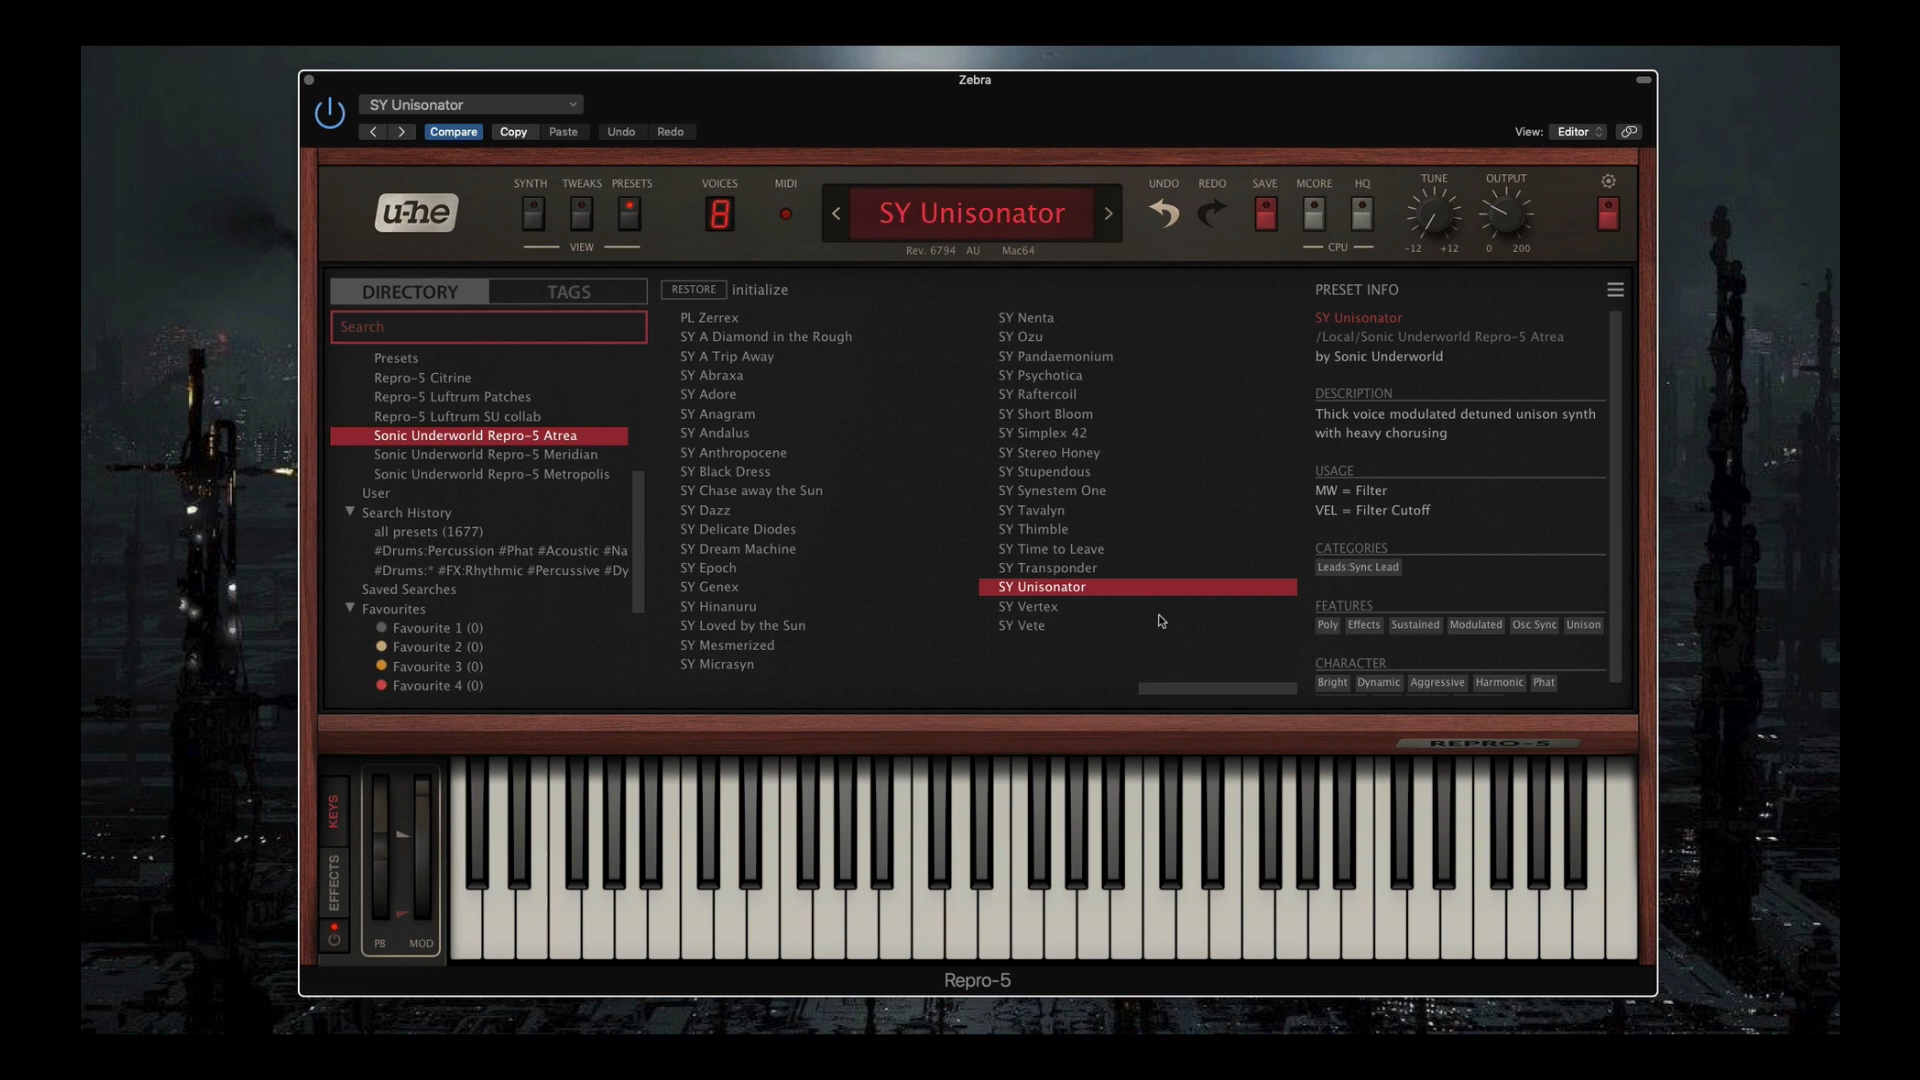 Zebra
SY Unisonator
Compare Copy Paste Undo Redo
View: Editor
u-he
SYNTH TWEAKS PRESETS
VIEW
VOICES
8
MIDI
SY Unisonator
Rev. 6794 AU Mac64
UNDO REDO SAVE MCORE HQ
CPU
TUNE
-12 +12
OUTPUT
0 200
DIRECTORY TAGS
Search
Presets
Repro-5 Citrine
Repro-5 Luftrum Patches
Repro-5 Luftrum SU collab
Sonic Underworld Repro-5 Atrea
Sonic Underworld Repro-5 Meridian
Sonic Underworld Repro-5 Metropolis
User
Search History
all presets (1677)
#Drums:Percussion #Phat #Acoustic #Na
#Drums:* #FX:Rhythmic #Percussive #Dy
Saved Searches
Favourites
Favourite 1 (0)
Favourite 2 (0)
Favourite 3 (0)
Favourite 4 (0)
RESTORE initialize
PL Zerrex
SY A Diamond in the Rough
SY A Trip Away
SY Abraxa
SY Adore
SY Anagram
SY Andalus
SY Anthropocene
SY Black Dress
SY Chase away the Sun
SY Dazz
SY Delicate Diodes
SY Dream Machine
SY Epoch
SY Genex
SY Hinanuru
SY Loved by the Sun
SY Mesmerized
SY Micrasyn
SY Nenta
SY Ozu
SY Pandaemonium
SY Psychotica
SY Raftercoil
SY Short Bloom
SY Simplex 42
SY Stereo Honey
SY Stupendous
SY Synestem One
SY Tavalyn
SY Thimble
SY Time to Leave
SY Transponder
SY Unisonator
SY Vertex
SY Vete
PRESET INFO
SY Unisonator
/Local/Sonic Underworld Repro-5 Atrea
by Sonic Underworld
DESCRIPTION
Thick voice modulated detuned unison synth
with heavy chorusing
USAGE
MW = Filter
VEL = Filter Cutoff
CATEGORIES
Leads:Sync Lead
FEATURES
Poly Effects Sustained Modulated Osc Sync Unison
CHARACTER
Bright Dynamic Aggressive Harmonic Phat
REPRO-5
KEYS
EFFECTS
PB MOD
Repro-5